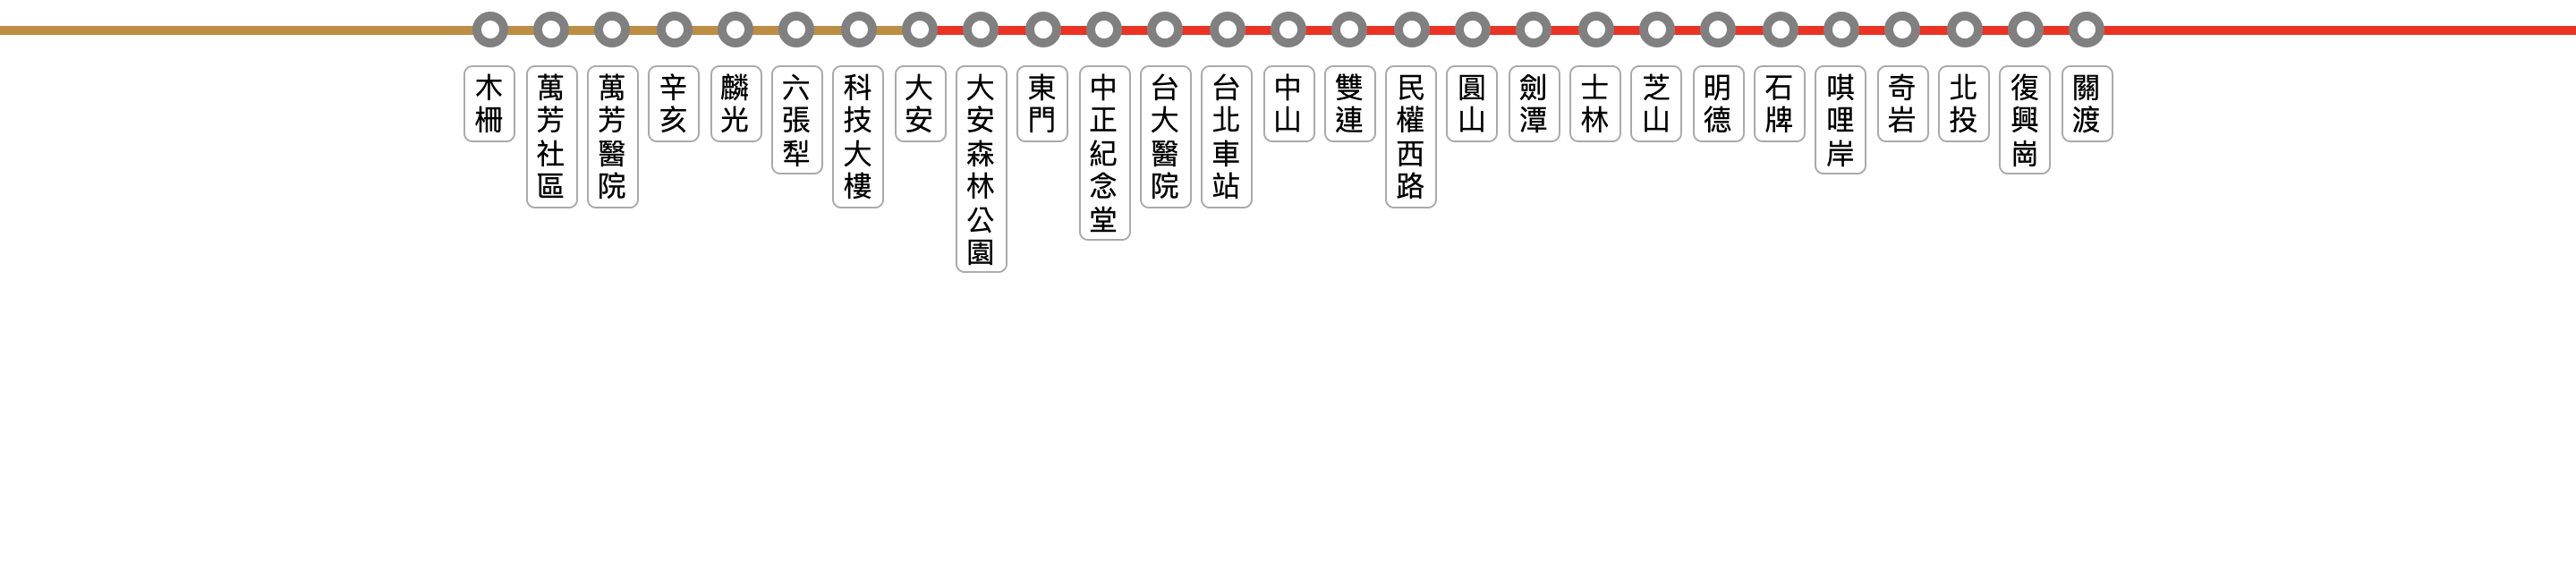 木柵
萬芳社區
萬芳醫院
辛亥
麟光
六張犁
科技大樓
大安
大安森林公園
東門
中正紀念堂
台大醫院
台北車站
中山
雙連
民權西路
圓山
劍潭
士林
芝山
明德
石牌
唭哩岸
奇岩
北投
復興崗
關渡